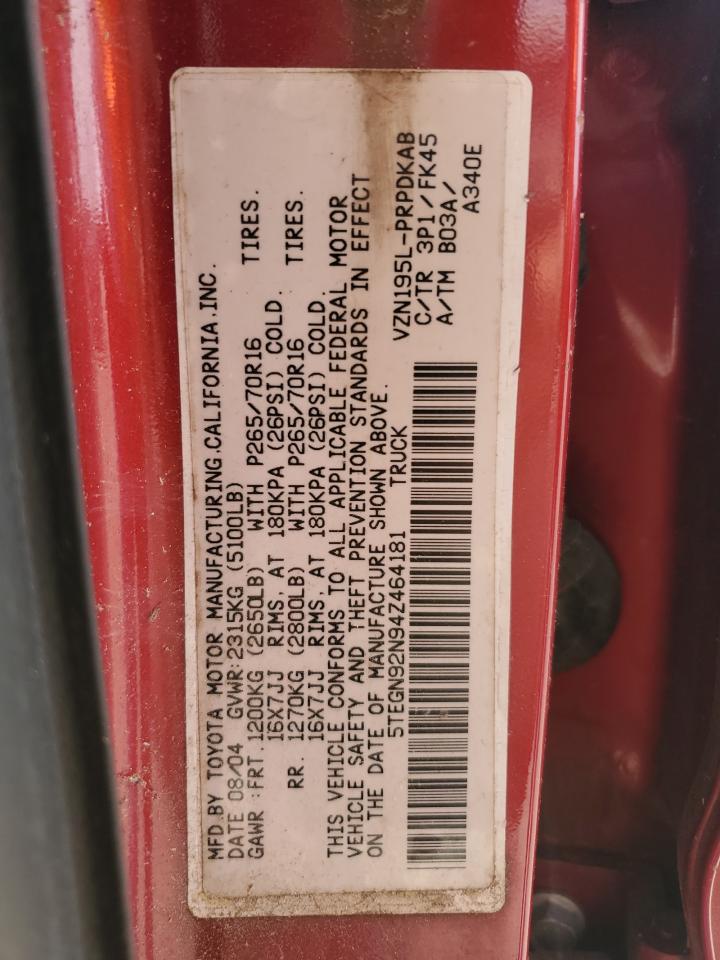 MFD.BY TOYOTA MOTOR MANUFACTURING.CALIFORNIA.INC.
DATE 08/04 GVWR:2315KG (5100LB)
GAWR :FRT.1200KG (2650LB) WITH P265/70R16 TIRES.
16X7JJ RIMS, AT 180KPA (26PSI) COLD.
RR. 1270KG (2800LB) WITH P265/70R16 TIRES.
16X7JJ RIMS, AT 180KPA (26PSI) COLD.
THIS VEHICLE CONFORMS TO ALL APPLICABLE FEDERAL MOTOR
VEHICLE SAFETY AND THEFT PREVENTION STANDARDS IN EFFECT
ON THE DATE OF MANUFACTURE SHOWN ABOVE.
5TEGN92N94Z464181 TRUCK
VZN195L-PRPDKAB
C/TR 3P1/FK45
A/TM B03A/
A340E